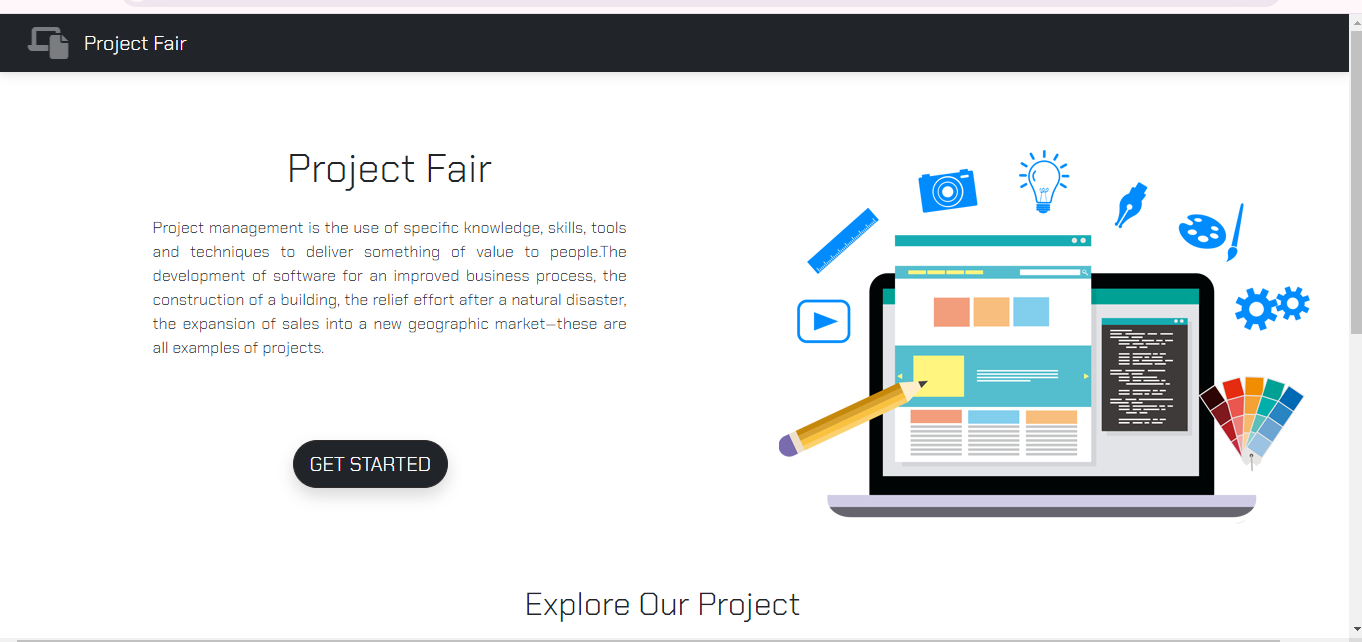 Project Fair
Project Fair
Project management is the use of specific knowledge, skills, tools
and techniques to deliver something of value to people.The
development of software for an improved business process, the
construction of a building, the relief effort after a natural disaster,
the expansion of sales into a new geographic market—these are
all examples of projects.
GET STARTED
Explore Our Project